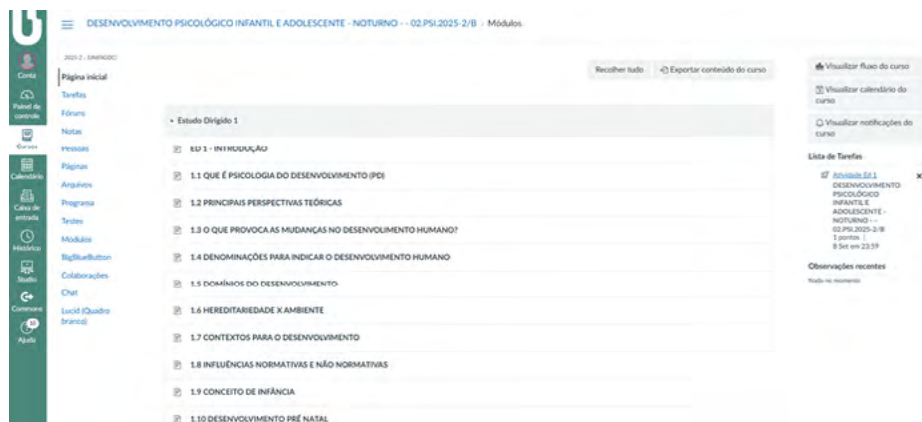 DESENVOLVIMENTO PSICOLÓGICO INFANTIL E ADOLESCENTE - NOTURNO - - 02.PSI.2025-2/B › Módulos
Conta
Painel de
controle
Cursos
Calendário
Caixa de
entrada
Histórico
Studio
Commons
Ajuda
Página inicial
Tarefas
Fóruns
Notas
Pessoas
Páginas
Arquivos
Programa
Testes
Módulos
BigBlueButton
Colaborações
Chat
Lucid (Quadro
branco)
Recolher tudo
Exportar conteúdo do curso
Estudo Dirigido 1
ED 1 - INTRODUÇÃO
1.1 QUE É PSICOLOGIA DO DESENVOLVIMENTO (PD)
1.2 PRINCIPAIS PERSPECTIVAS TEÓRICAS
1.3 O QUE PROVOCA AS MUDANÇAS NO DESENVOLIMENTO HUMANO?
1.4 DENOMINAÇÕES PARA INDICAR O DESENVOLVIMENTO HUMANO
1.5 DOMÍNIOS DO DESENVOLVIMENTO
1.6 HEREDITARIEDADE X AMBIENTE
1.7 CONTEXTOS PARA O DESENVOLVIMENTO
1.8 INFLUÊNCIAS NORMATIVAS E NÃO NORMATIVAS
1.9 CONCEITO DE INFÂNCIA
1.10 DESENVOLVIMENTO PRÉ NATAL
Visualizar fluxo do curso
Visualizar calendário do
curso
Visualizar notificações do
curso
Lista de Tarefas
Atividade Ed 1
DESENVOLVIMENTO
PSICOLÓGICO
INFANTIL E
ADOLESCENTE -
NOTURNO - -
02.PSI.2025-2/B
1 pontos |
8 Set em 23:59
Observações recentes
Nada no momento